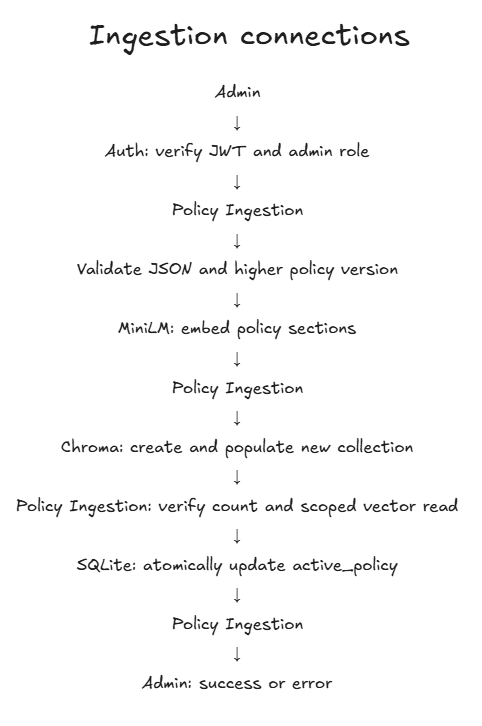 Ingestion connections
Admin
↓
Auth: verify JWT and admin role
↓
Policy Ingestion
↓
Validate JSON and higher policy version
↓
MiniLM: embed policy sections
↓
Policy Ingestion
↓
Chroma: create and populate new collection
↓
Policy Ingestion: verify count and scoped vector read
↓
SQLite: atomically update active_policy
↓
Policy Ingestion
↓
Admin: success or error